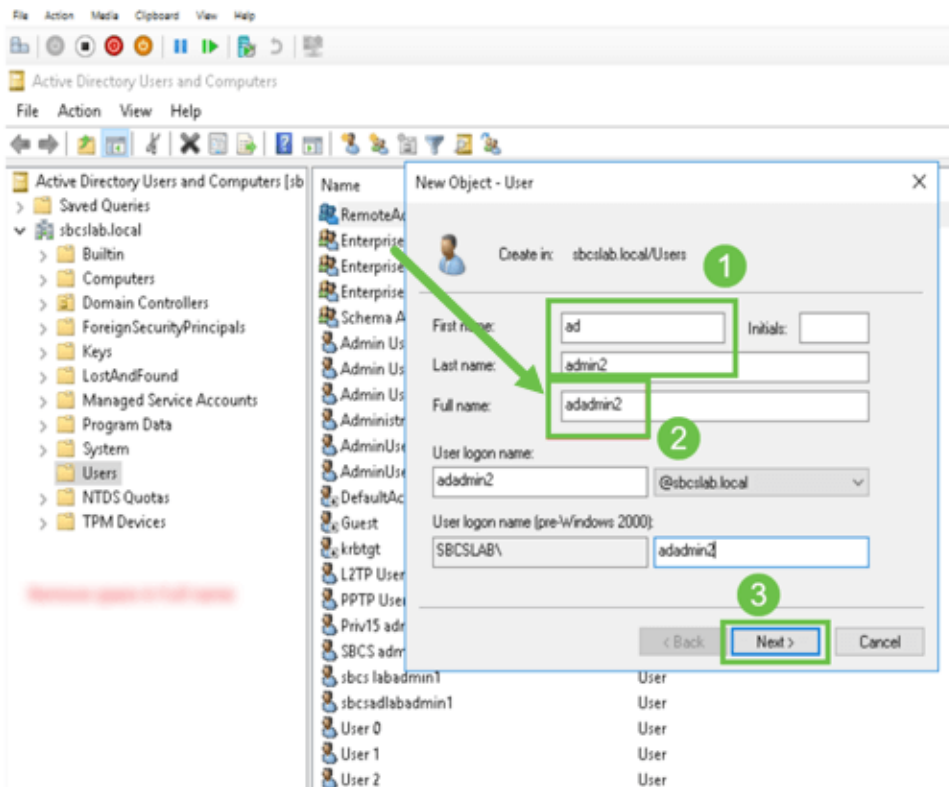 File Action Media Clipboard View Help
Active Directory Users and Computers
File Action View Help
Active Directory Users and Computers [sb
Saved Queries
sbcslab.local
Builtin
Computers
Domain Controllers
ForeignSecurityPrincipals
Keys
LostAndFound
Managed Service Accounts
Program Data
System
Users
NTDS Quotas
TPM Devices
Name
RemoteAc
Enterprise
Enterprise
Enterprise
Schema A
Admin Us
Admin Us
Admin Us
Administr
AdminUse
AdminUse
DefaultAc
Guest
krbtgt
L2TP User
PPTP User
Priv15 adr
SBCS adm
sbcs labadmin1 User
sbcsadlabadmin1 User
User 0 User
User 1 User
User 2 User
New Object - User
Create in: sbcslab.local/Users
1
First name: ad Initials:
Last name: admin2
Full name: adadmin2
2
User logon name:
adadmin2 @sbcslab.local
User logon name (pre-Windows 2000):
SBCSLAB\ adadmin2
3
< Back Next > Cancel